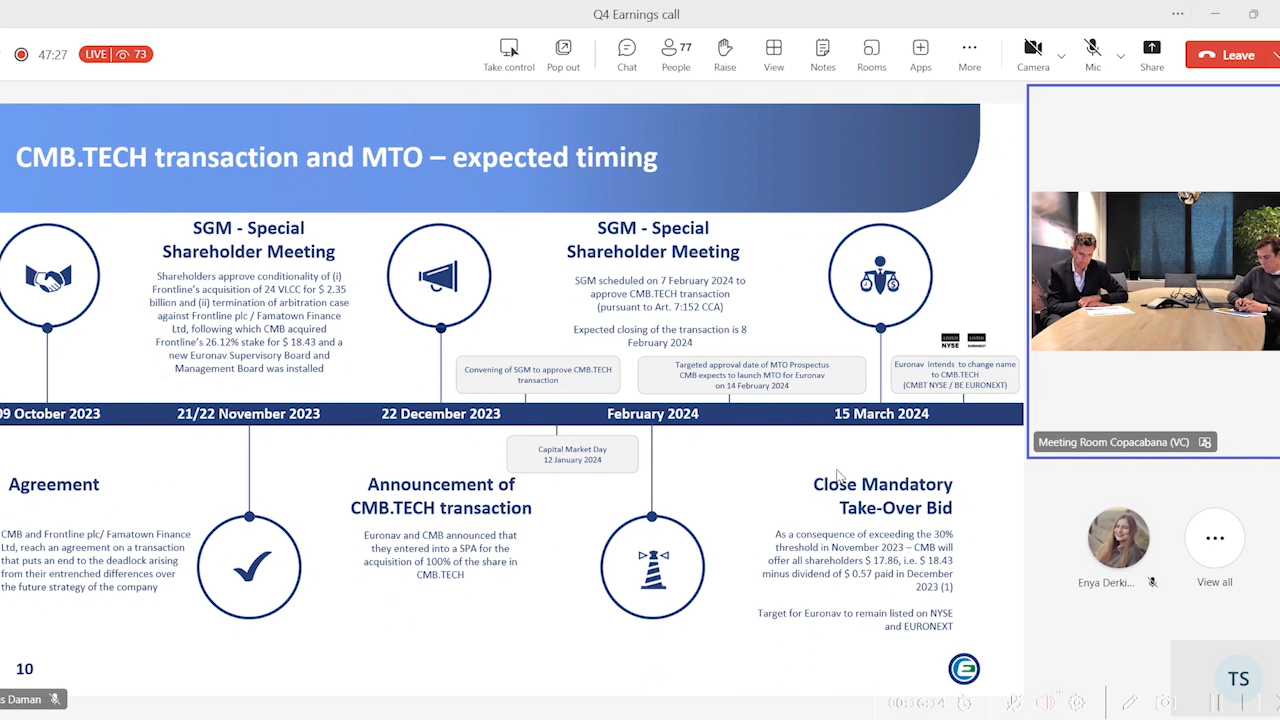 Q4 Earnings call
47:27
LIVE 73
Take control
Pop out
Chat
77
People
Raise
View
Notes
Rooms
Apps
More
Camera
Mic
Share
Leave
CMB.TECH transaction and MTO – expected timing
SGM - Special
Shareholder Meeting
Shareholders approve conditionality of (i)
Frontline's acquisition of 24 VLCC for $ 2.35
billion and (ii) termination of arbitration case
against Frontline plc / Famatown Finance
Ltd, following which CMB acquired
Frontline's 26.12% stake for $ 18.43 and a
new Euronav Supervisory Board and
Management Board was installed
SGM - Special
Shareholder Meeting
SGM scheduled on 7 February 2024 to
approve CMB.TECH transaction
(pursuant to Art. 7:152 CCA)
Expected closing of the transaction is 8
February 2024
Convening of SGM to approve CMB.TECH
transaction
Targeted approval date of MTO Prospectus
CMB expects to launch MTO for Euronav
on 14 February 2024
NYSE
EURONEXT
Euronav intends to change name
to CMB.TECH
(CMBT NYSE / BE EURONEXT)
09 October 2023
21/22 November 2023
22 December 2023
February 2024
15 March 2024
Capital Market Day
12 January 2024
Agreement
CMB and Frontline plc/ Famatown Finance
Ltd, reach an agreement on a transaction
that puts an end to the deadlock arising
from their entrenched differences over
the future strategy of the company
Announcement of
CMB.TECH transaction
Euronav and CMB announced that
they entered into a SPA for the
acquisition of 100% of the share in
CMB.TECH
Close Mandatory
Take-Over Bid
As a consequence of exceeding the 30%
threshold in November 2023 – CMB will
offer all shareholders $ 17.86, i.e. $ 18.43
minus dividend of $ 0.57 paid in December
2023 (1)
Target for Euronav to remain listed on NYSE
and EURONEXT
10
s Daman
Meeting Room Copacabana (VC)
Enya Derki...
View all
TS